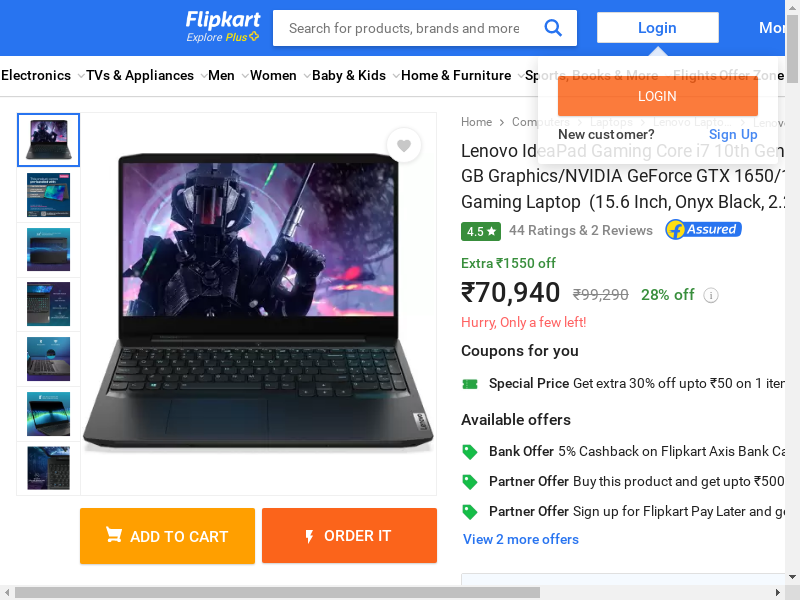 Flipkart
Explore Plus
Search for products, brands and more
Login
Electronics
TVs & Appliances
Men
Women
Baby & Kids
Home & Furniture
Sports, Books & More
Flights
Offer Zone
LOGIN
New customer? Sign Up
Home
Computers
Laptops
Lenovo Lapto...
Lenovo IdeaPad Gaming Core i7 10th Gen
GB Graphics/NVIDIA GeForce GTX 1650/
Gaming Laptop (15.6 Inch, Onyx Black, 2.
4.5 ★ 44 Ratings & 2 Reviews Assured
Extra ₹1550 off
₹70,940 ₹99,290 28% off
Hurry, Only a few left!
Coupons for you
Special Price Get extra 30% off upto ₹50 on 1
Available offers
Bank Offer 5% Cashback on Flipkart Axis Bank
Partner Offer Buy this product and get upto ₹500
Partner Offer Sign up for Flipkart Pay Later and
View 2 more offers
Lenovo
ADD TO CART
ORDER IT